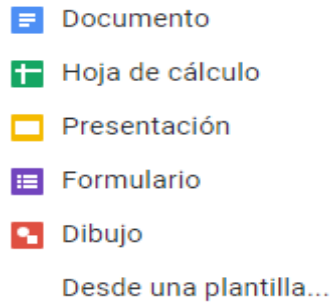 Documento
Hoja de cálculo
Presentación
Formulario
Dibujo
Desde una plantilla...